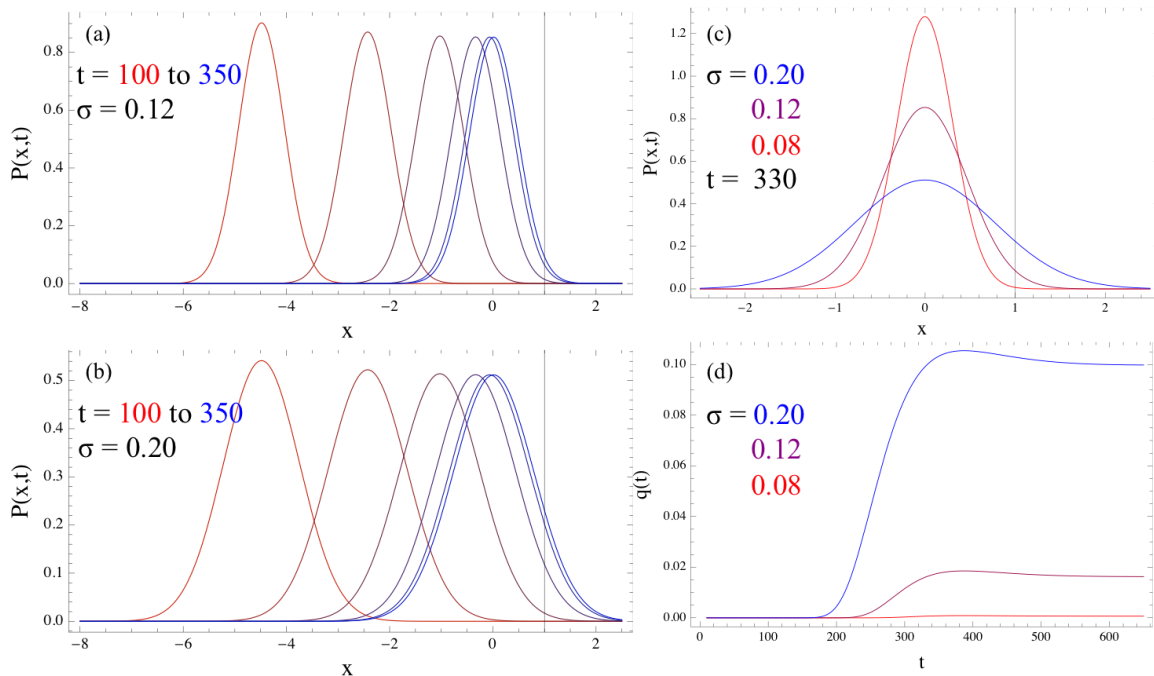 (a)
t = 100 to 350
σ = 0.12
P(x,t)
0.8
0.6
0.4
0.2
0.0
−8
−6
−4
−2
0
2
x
(c)
σ = 0.20
0.12
0.08
t = 330
P(x,t)
1.2
1.0
0.8
0.6
0.4
0.2
0.0
−2
−1
0
1
2
x
(b)
t = 100 to 350
σ = 0.20
P(x,t)
0.5
0.4
0.3
0.2
0.1
0.0
−8
−6
−4
−2
0
2
x
(d)
σ = 0.20
0.12
0.08
q(t)
0.10
0.08
0.06
0.04
0.02
0.00
0
100
200
300
400
500
600
t